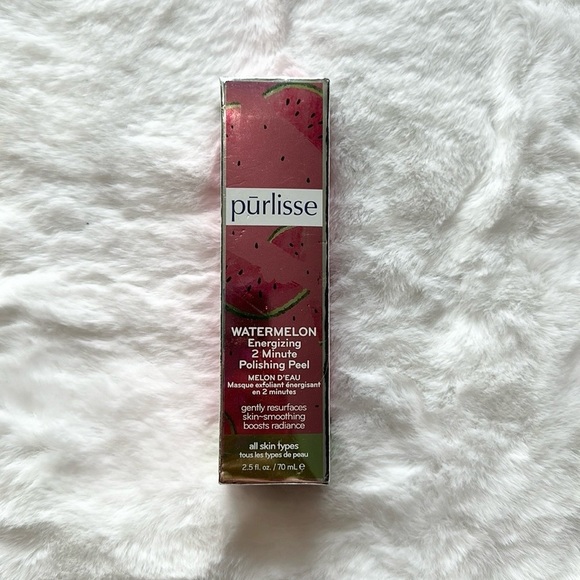 pūrlisse
WATERMELON
Energizing
2 Minute
Polishing Peel
MELON D'EAU
Masque exfoliant énergisant
en 2 minutes
gently resurfaces
skin-smoothing
boosts radiance
all skin types
tous les types de peau
2.5 fl. oz. / 70 mL ℮